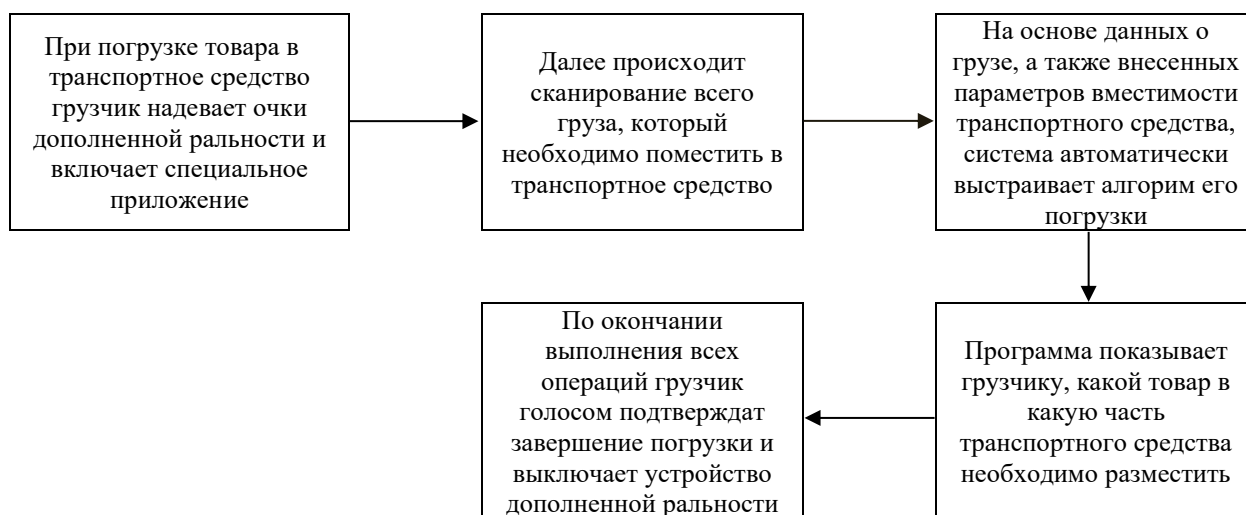 При погрузке товара в
транспортное средство
грузчик надевает очки
дополненной ральности и
включает специальное
приложение
Далее происходит
сканирование всего
груза, который
необходимо поместить в
транспортное средство
На основе данных о
грузе, а также внесенных
параметров вместимости
транспортного средства,
система автоматически
выстраивает алгорим его
погрузки
Программа показывает
грузчику, какой товар в
какую часть
транспортного средства
необходимо разместить
По окончании
выполнения всех
операций грузчик
голосом подтверждат
завершение погрузки и
выключает устройство
дополненной ральности